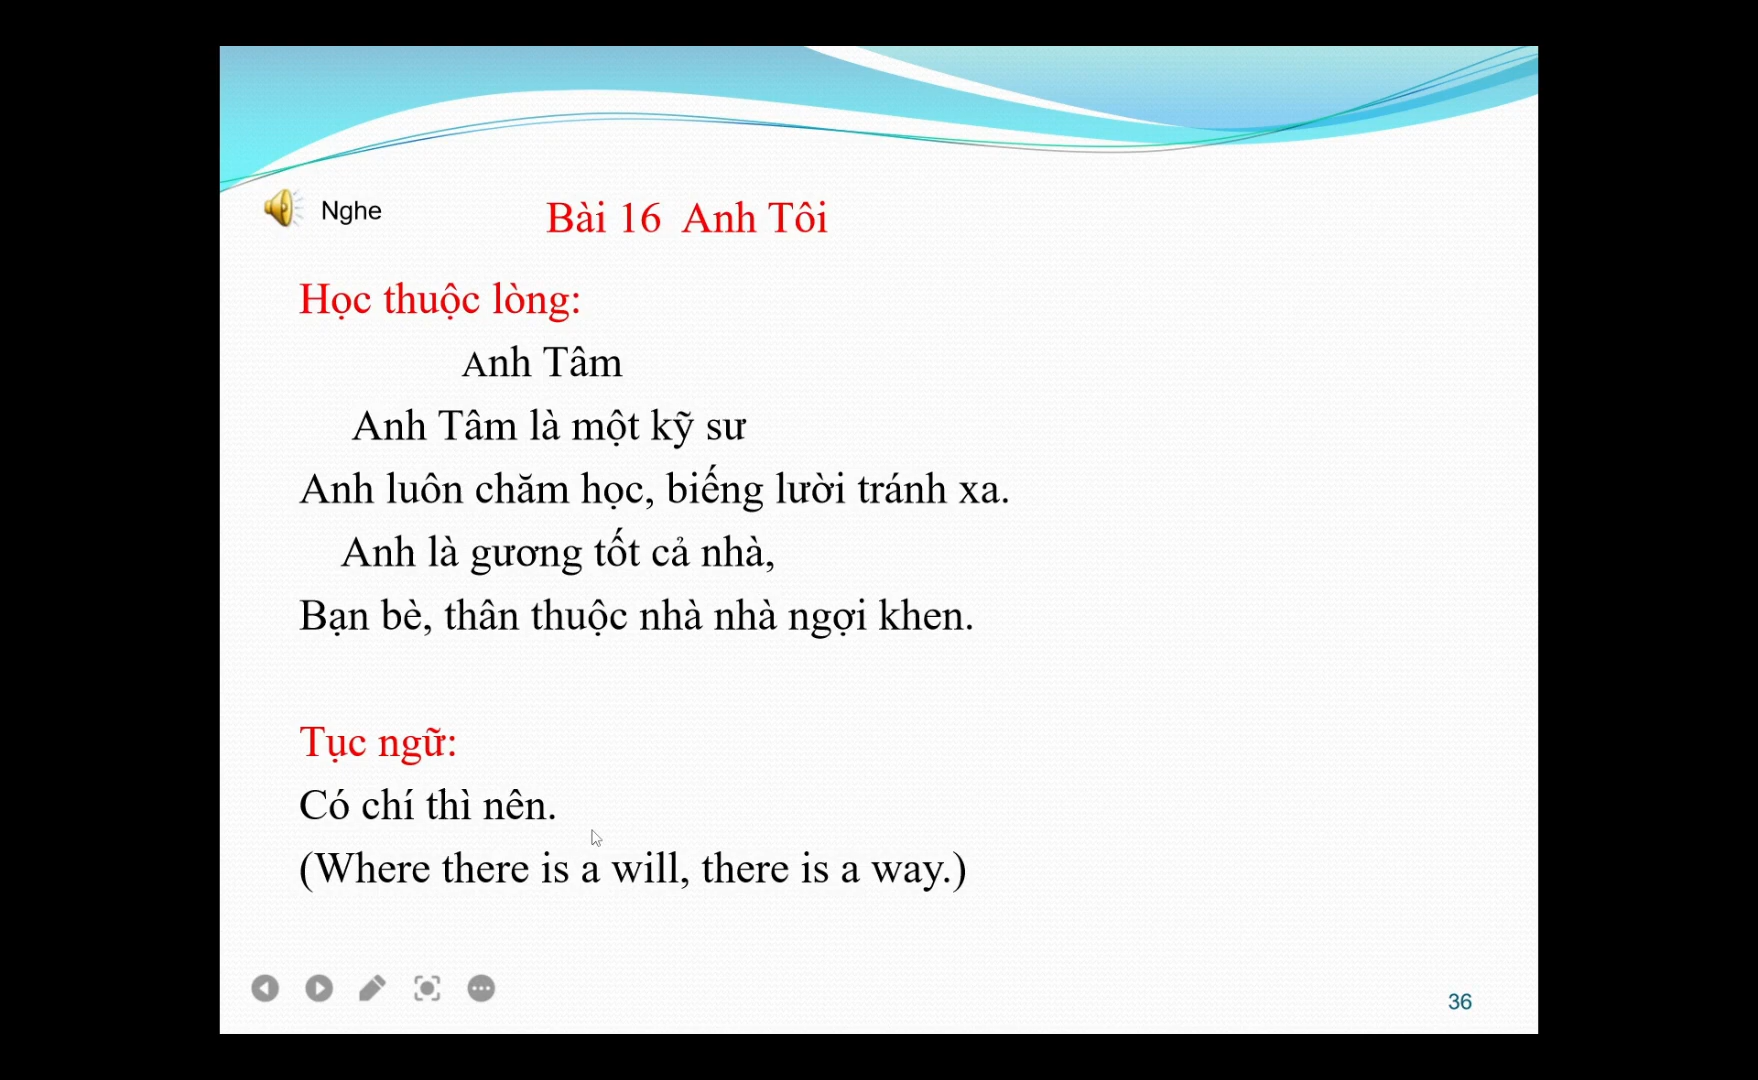 Nghe
Bài 16 Anh Tôi
Học thuộc lòng:
Anh Tâm
Anh Tâm là một kỹ sư
Anh luôn chăm học, biếng lười tránh xa.
Anh là gương tốt cả nhà,
Bạn bè, thân thuộc nhà nhà ngợi khen.
Tục ngữ:
Có chí thì nên.
(Where there is a will, there is a way.)
36